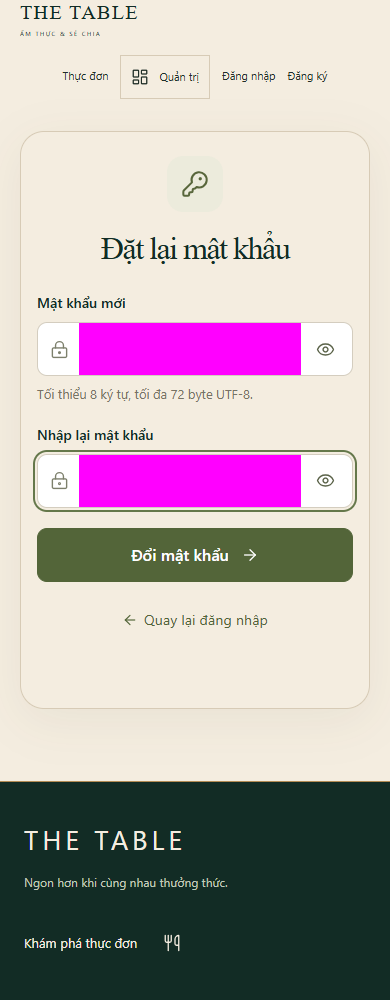 THE TABLE
ẨM THỰC & SẺ CHIA
Thực đơn
Quản trị
Đăng nhập
Đăng ký
Đặt lại mật khẩu
Mật khẩu mới
Tối thiểu 8 ký tự, tối đa 72 byte UTF-8.
Nhập lại mật khẩu
Đổi mật khẩu
Quay lại đăng nhập
THE TABLE
Ngon hơn khi cùng nhau thưởng thức.
Khám phá thực đơn